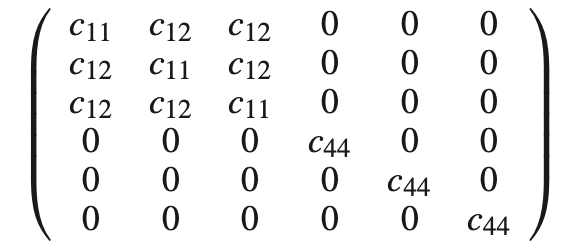 c11 c12 c12 0 0 0
c12 c11 c12 0 0 0
c12 c12 c11 0 0 0
0 0 0 c44 0 0
0 0 0 0 c44 0
0 0 0 0 0 c44